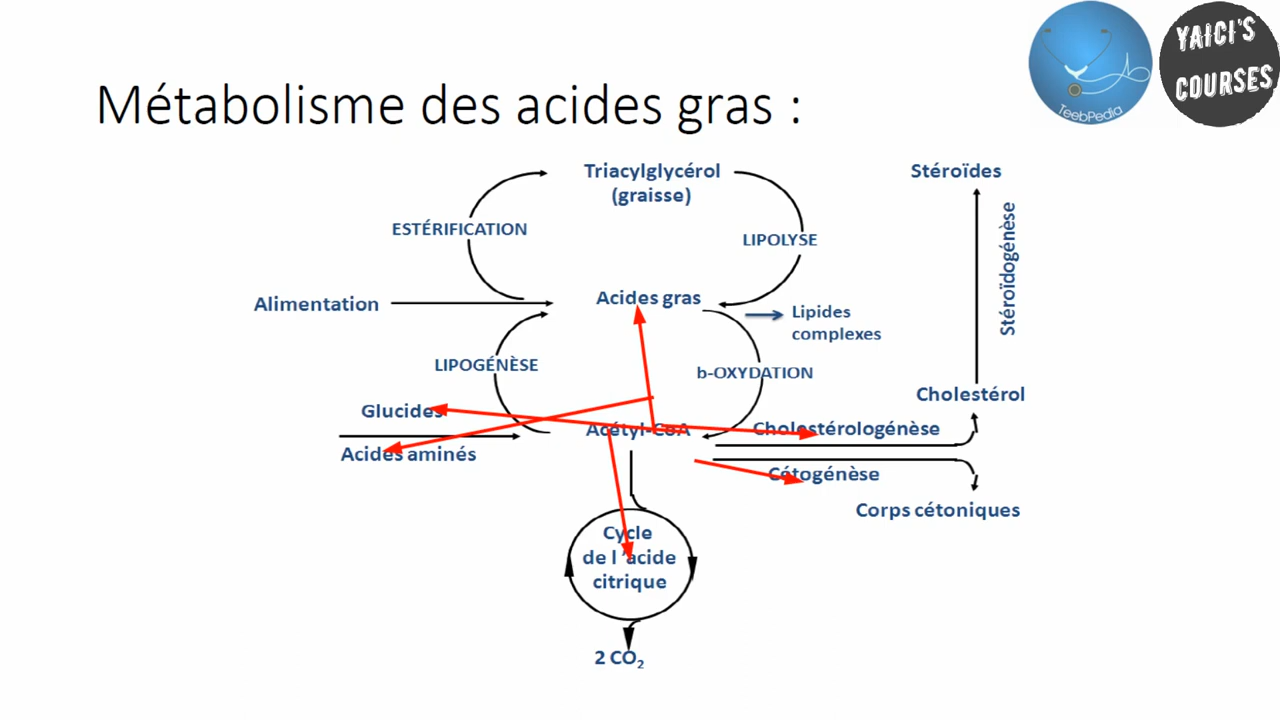 YAICI'S
COURSES
TeebPedia
Métabolisme des acides gras :
Triacylglycérol
(graisse)
Stéroïdes
ESTÉRIFICATION
LIPOLYSE
Stéroïdogénèse
Alimentation
Acides gras
Lipides
complexes
LIPOGÉNÈSE
b-OXYDATION
Cholestérol
Glucides
Acétyl-CoA
Cholestérologénèse
Acides aminés
Cétogénèse
Corps cétoniques
Cycle
de l 'acide
citrique
2 CO₂